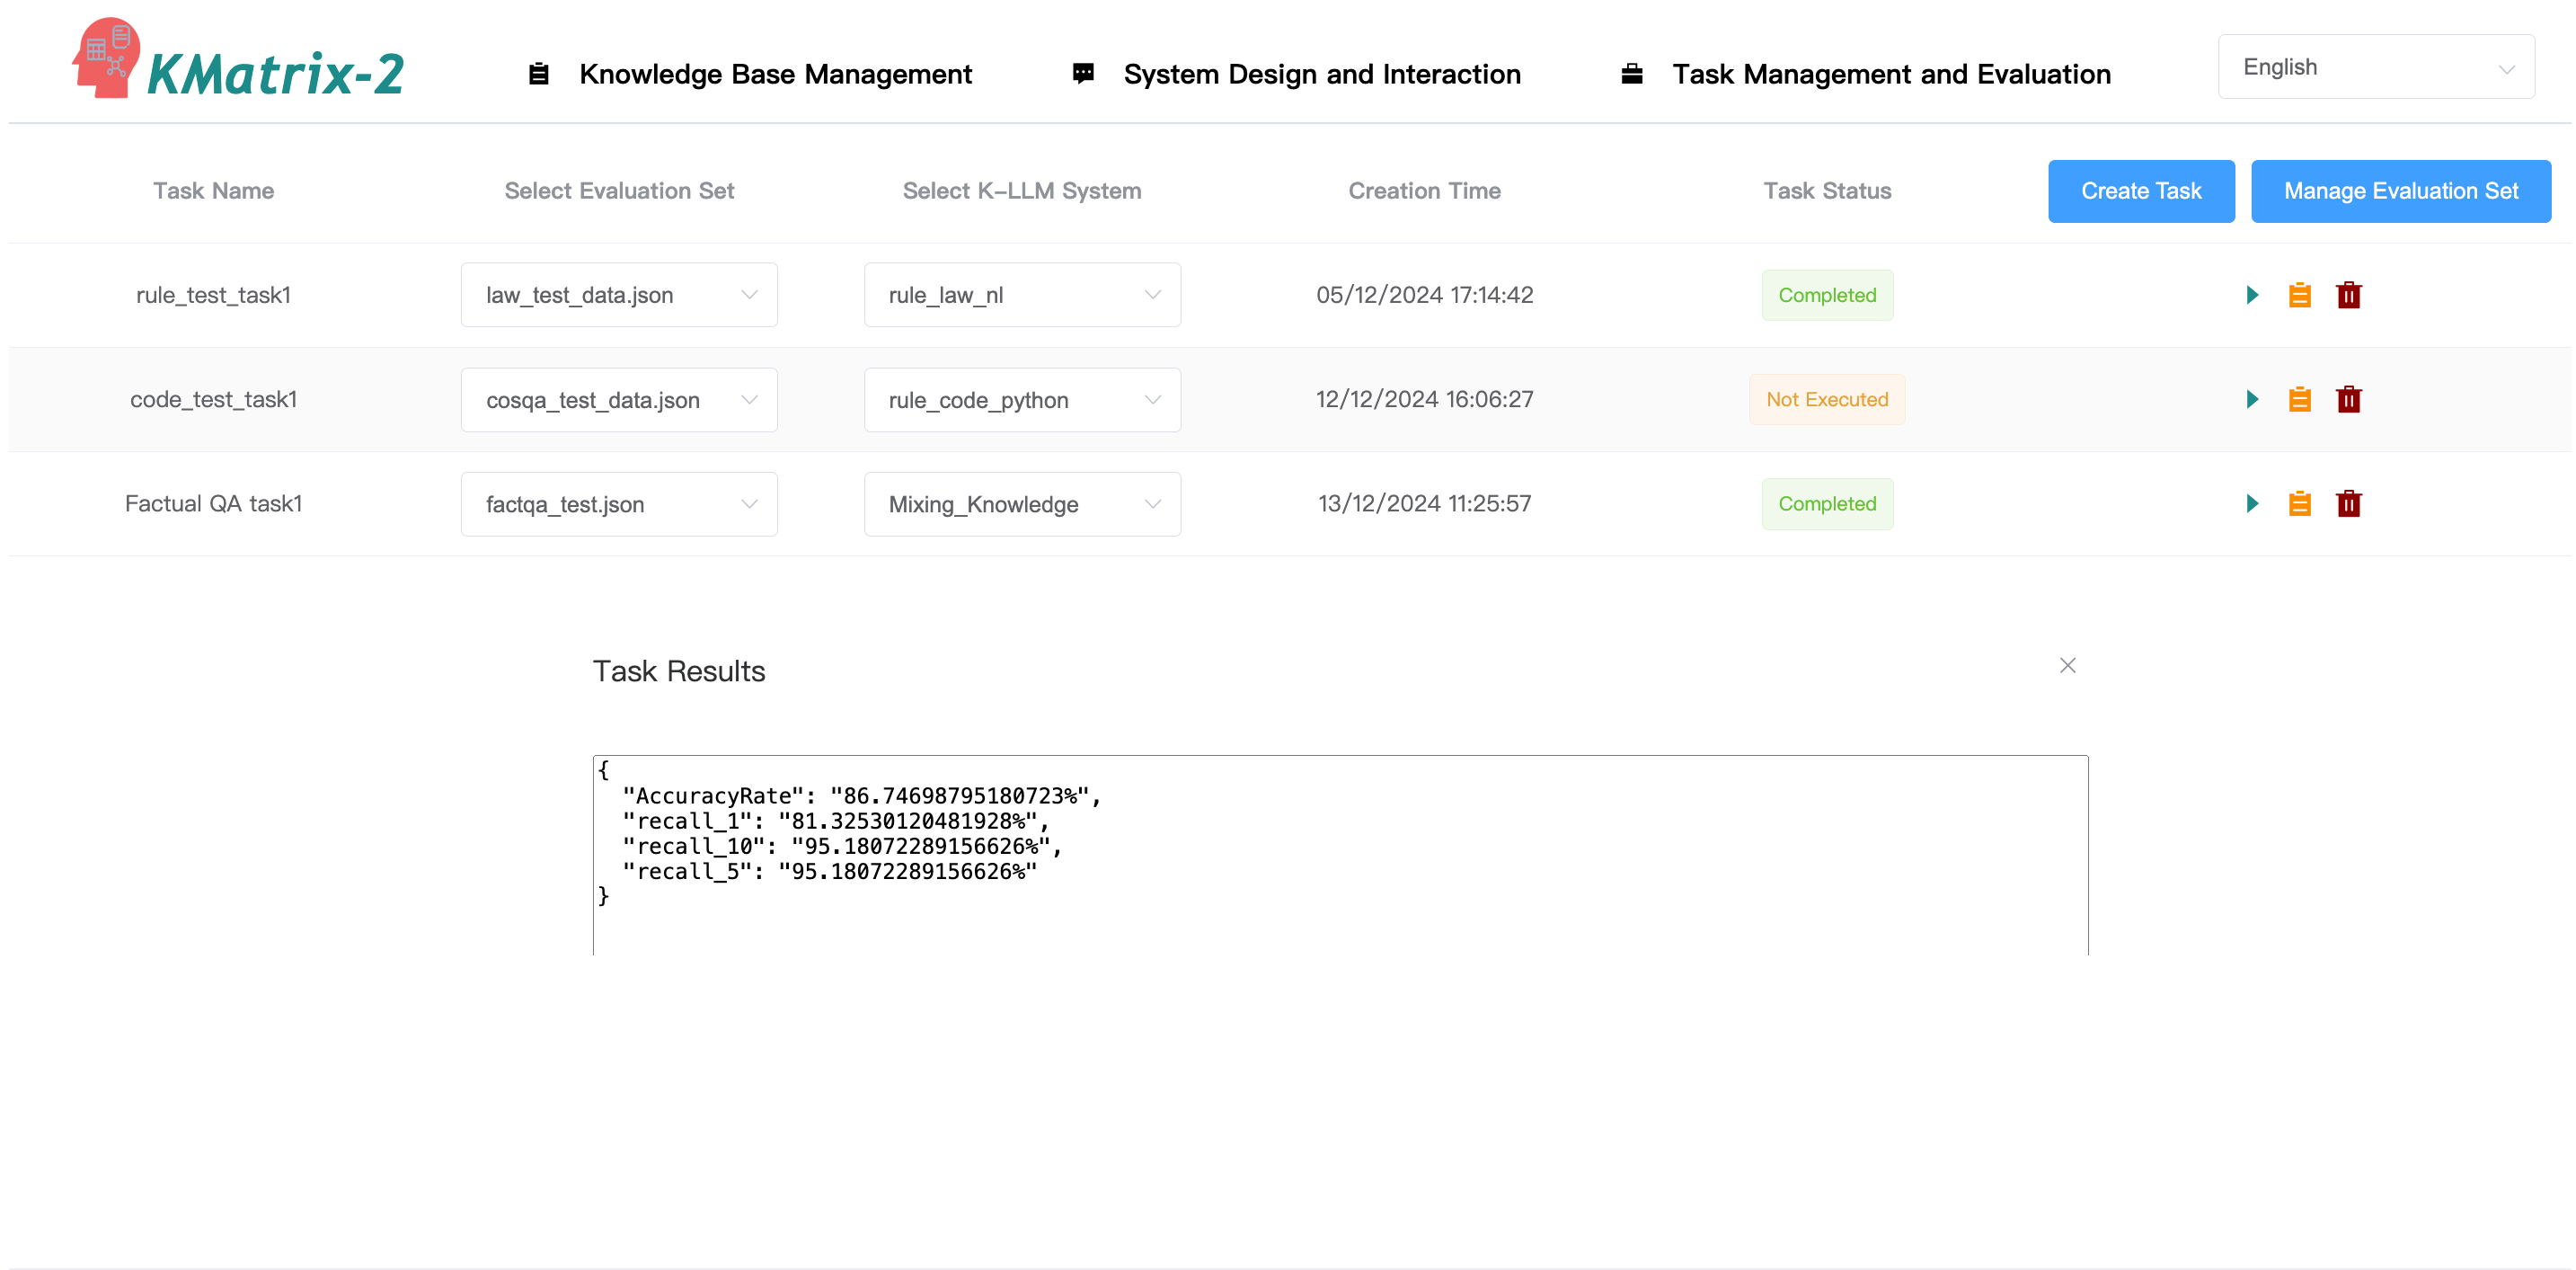 KMatrix-2
Knowledge Base Management
System Design and Interaction
Task Management and Evaluation
English
Task Name
Select Evaluation Set
Select K-LLM System
Creation Time
Task Status
Create Task
Manage Evaluation Set
rule_test_task1
law_test_data.json
rule_law_nl
05/12/2024 17:14:42
Completed
code_test_task1
cosqa_test_data.json
rule_code_python
12/12/2024 16:06:27
Not Executed
Factual QA task1
factqa_test.json
Mixing_Knowledge
13/12/2024 11:25:57
Completed
Task Results
{
"AccuracyRate": "86.74698795180723%",
"recall_1": "81.32530120481928%",
"recall_10": "95.18072289156626%",
"recall_5": "95.18072289156626%"
}